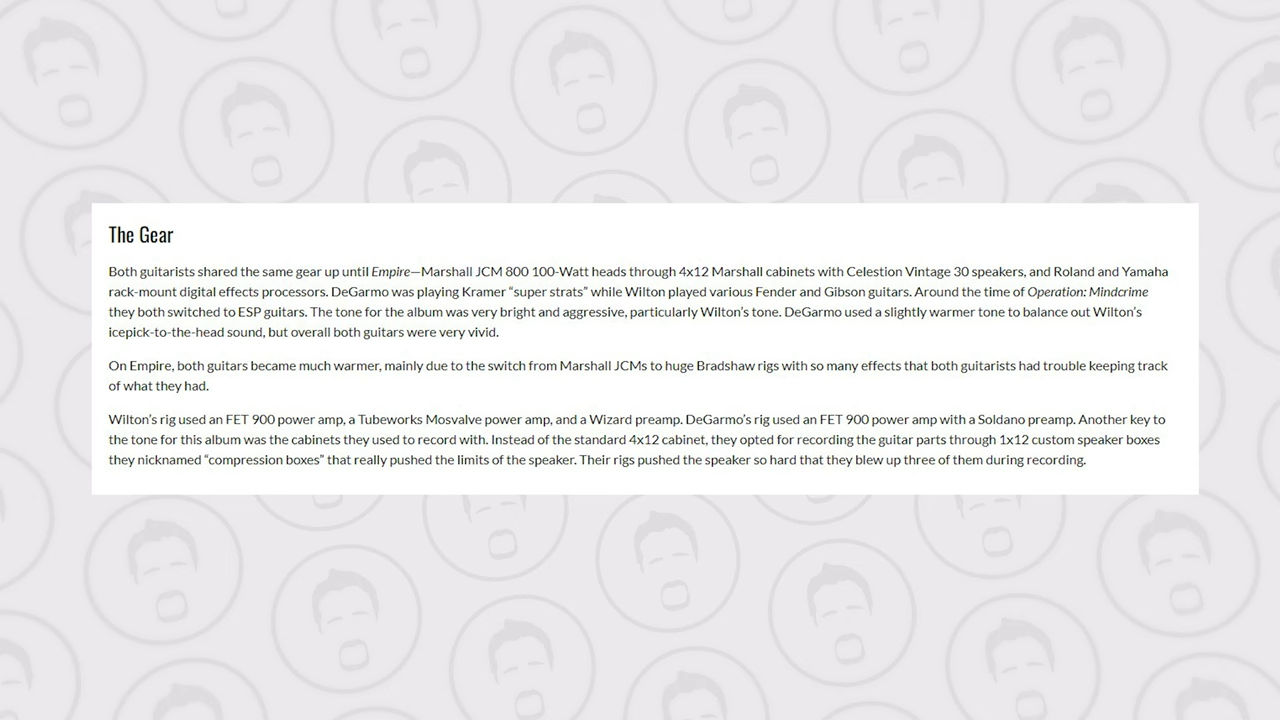 The Gear
Both guitarists shared the same gear up until Empire—Marshall JCM 800 100-Watt heads through 4x12 Marshall cabinets with Celestion Vintage 30 speakers, and Roland and Yamaha
rack-mount digital effects processors. DeGarmo was playing Kramer “super strats” while Wilton played various Fender and Gibson guitars. Around the time of Operation: Mindcrime
they both switched to ESP guitars. The tone for the album was very bright and aggressive, particularly Wilton’s tone. DeGarmo used a slightly warmer tone to balance out Wilton’s
icepick-to-the-head sound, but overall both guitars were very vivid.
On Empire, both guitars became much warmer, mainly due to the switch from Marshall JCMs to huge Bradshaw rigs with so many effects that both guitarists had trouble keeping track
of what they had.
Wilton’s rig used an FET 900 power amp, a Tubeworks Mosvalve power amp, and a Wizard preamp. DeGarmo’s rig used an FET 900 power amp with a Soldano preamp. Another key to
the tone for this album was the cabinets they used to record with. Instead of the standard 4x12 cabinet, they opted for recording the guitar parts through 1x12 custom speaker boxes
they nicknamed “compression boxes” that really pushed the limits of the speaker. Their rigs pushed the speaker so hard that they blew up three of them during recording.